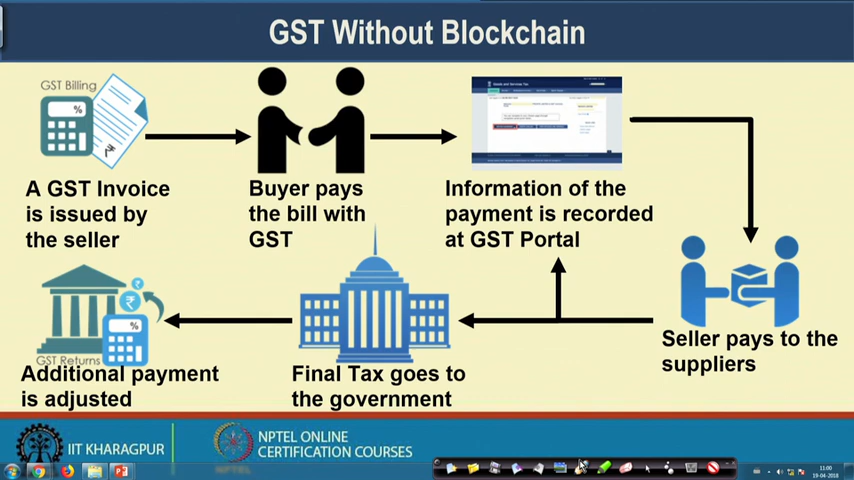 GST Without Blockchain
GST Billing
%
A GST Invoice
is issued by
the seller
Buyer pays
the bill with
GST
Information of the
payment is recorded
at GST Portal
Seller pays to the
suppliers
Final Tax goes to
the government
%
GST Returns
Additional payment
is adjusted
IIT KHARAGPUR
NPTEL ONLINE
CERTIFICATION COURSES
NPTEL
11:00
19-04-2018